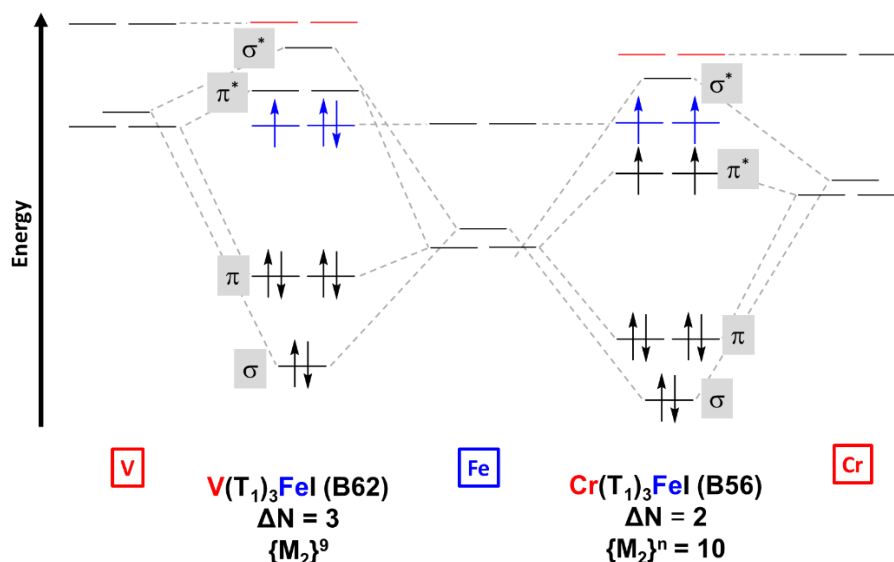 σ*
π*
π
σ
σ*
π*
π
σ
Energy
V
Fe
Cr
V(T₁)₃FeI (B62)
ΔN = 3
{M₂}⁹
Cr(T₁)₃FeI (B56)
ΔN = 2
{M₂}ⁿ = 10